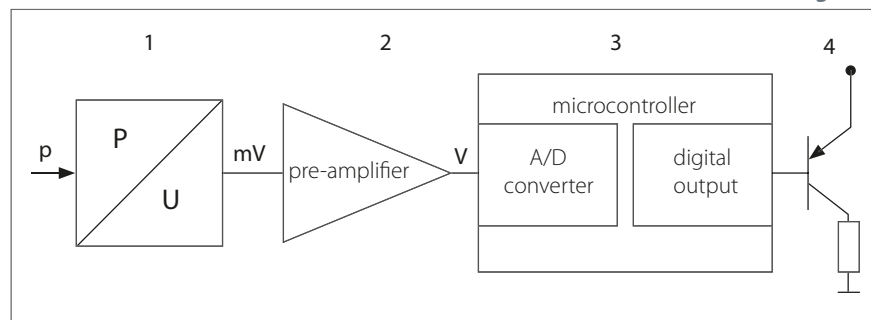 1
2
3
4
microcontroller
p
P
U
mV
pre-amplifier
V
A/D
converter
digital
output